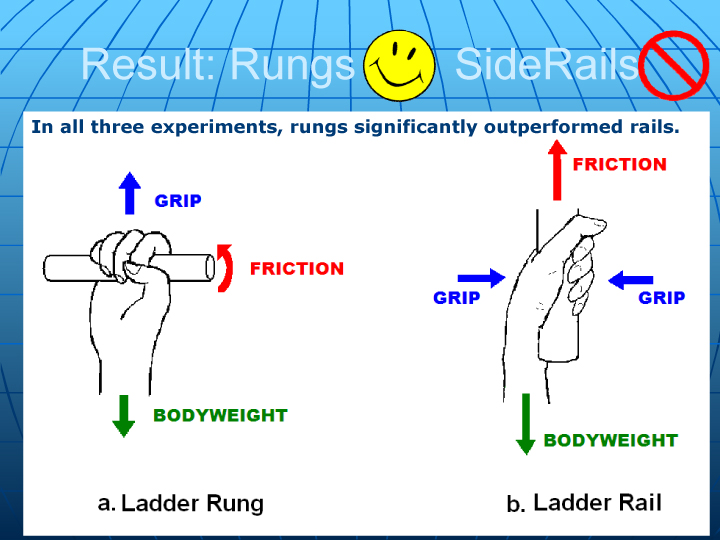 Result: Rungs SideRails
In all three experiments, rungs significantly outperformed rails.
FRICTION
GRIP
FRICTION
GRIP
GRIP
BODYWEIGHT
BODYWEIGHT
a. Ladder Rung
b. Ladder Rail